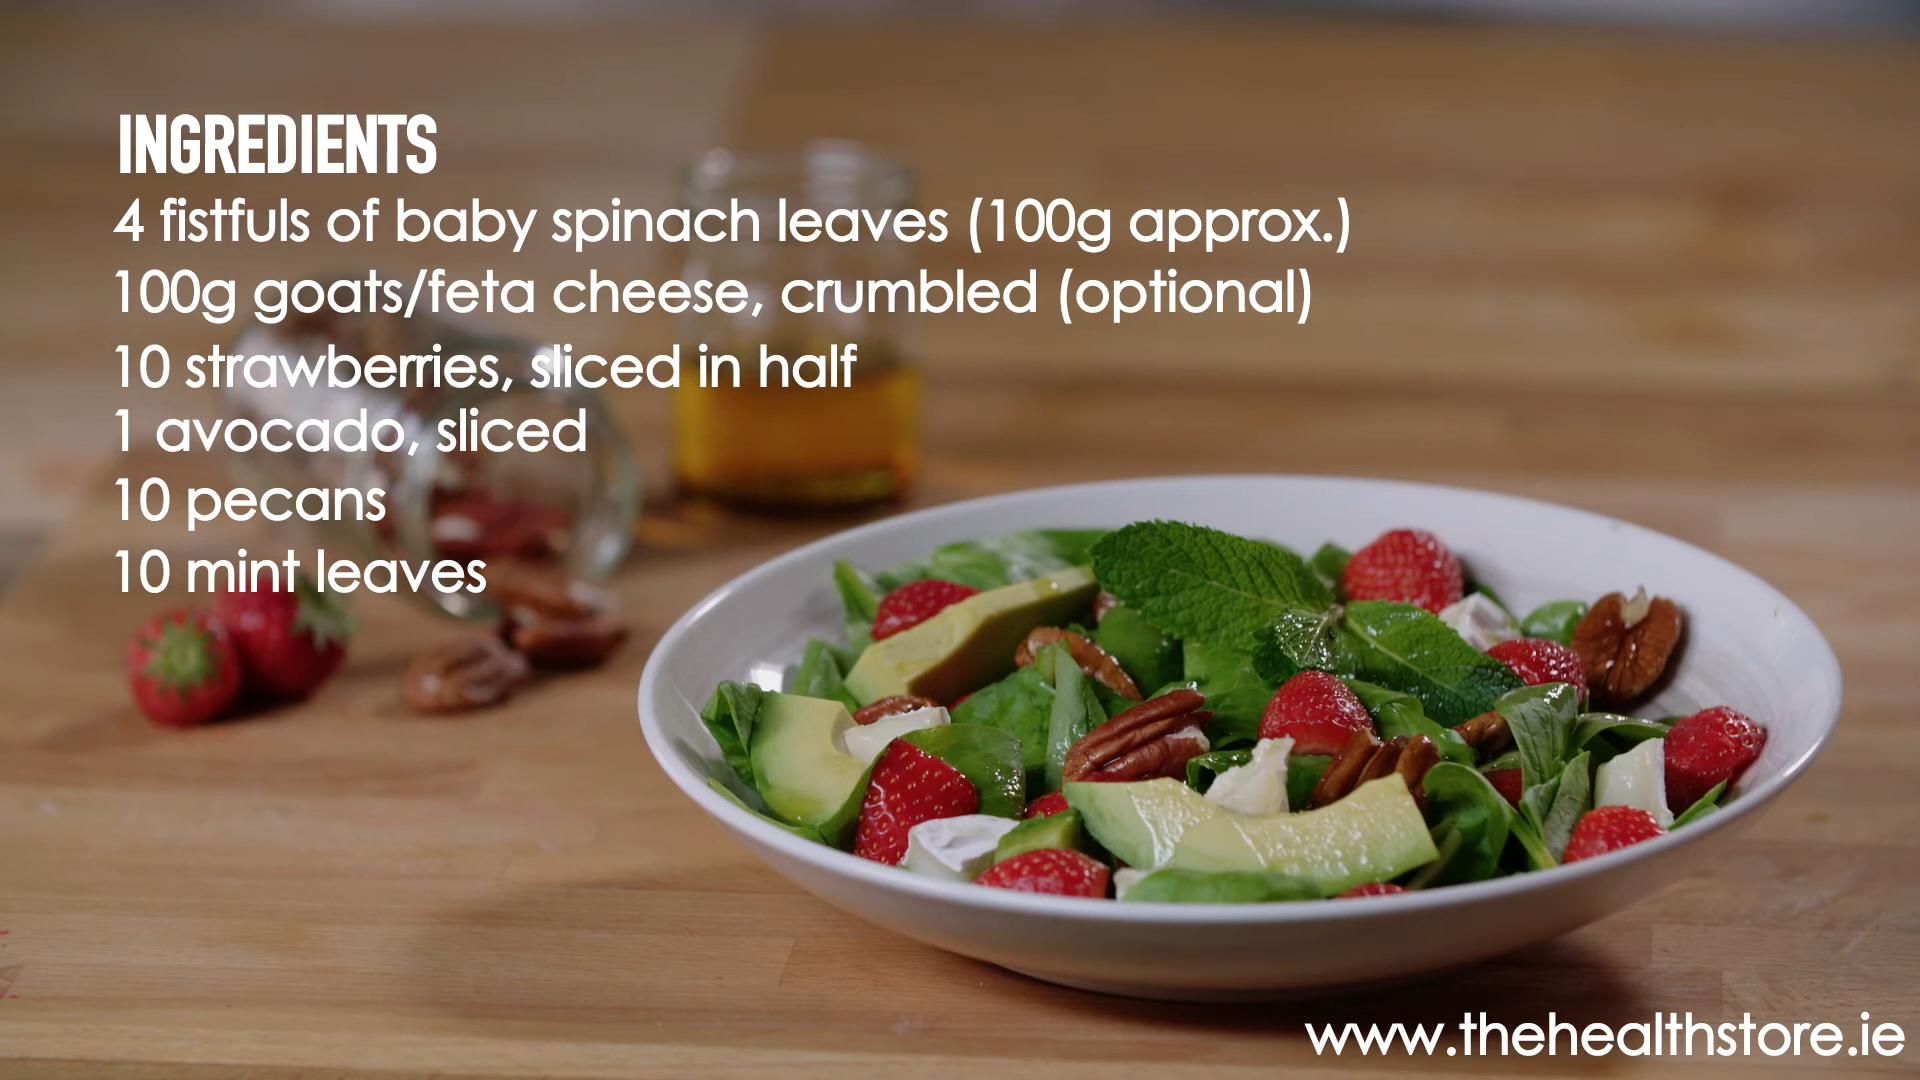 INGREDIENTS
4 fistfuls of baby spinach leaves (100g approx.)
100g goats/feta cheese, crumbled (optional)
10 strawberries, sliced in half
1 avocado, sliced
10 pecans
10 mint leaves
www.thehealthstore.ie